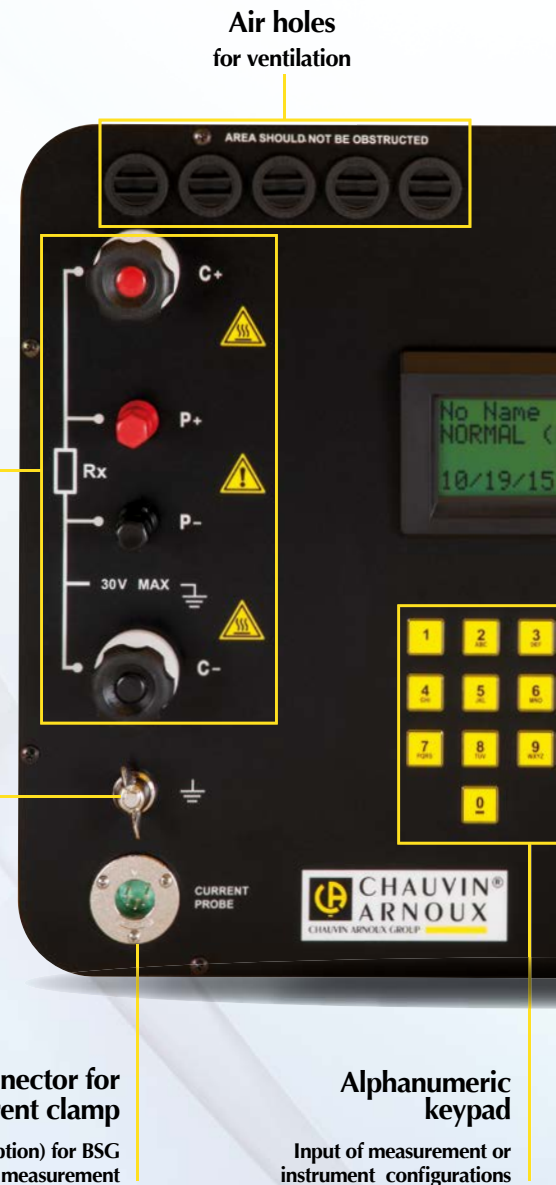 Air holes
for ventilation
AREA SHOULD NOT BE OBSTRUCTED
C+
P+
Rx
P-
30V MAX
C-
No Name
NORMAL (
10/19/15
1
2 ABC
3 DEF
4 GHI
5 JKL
6 MNO
7 PQRS
8 TUV
9 WXYZ
0
CURRENT
PROBE
CHAUVIN®
ARNOUX
CHAUVIN ARNOUX GROUP
nector for
ent clamp
ption) for BSG
measurement
Alphanumeric
keypad
Input of measurement or
instrument configurations